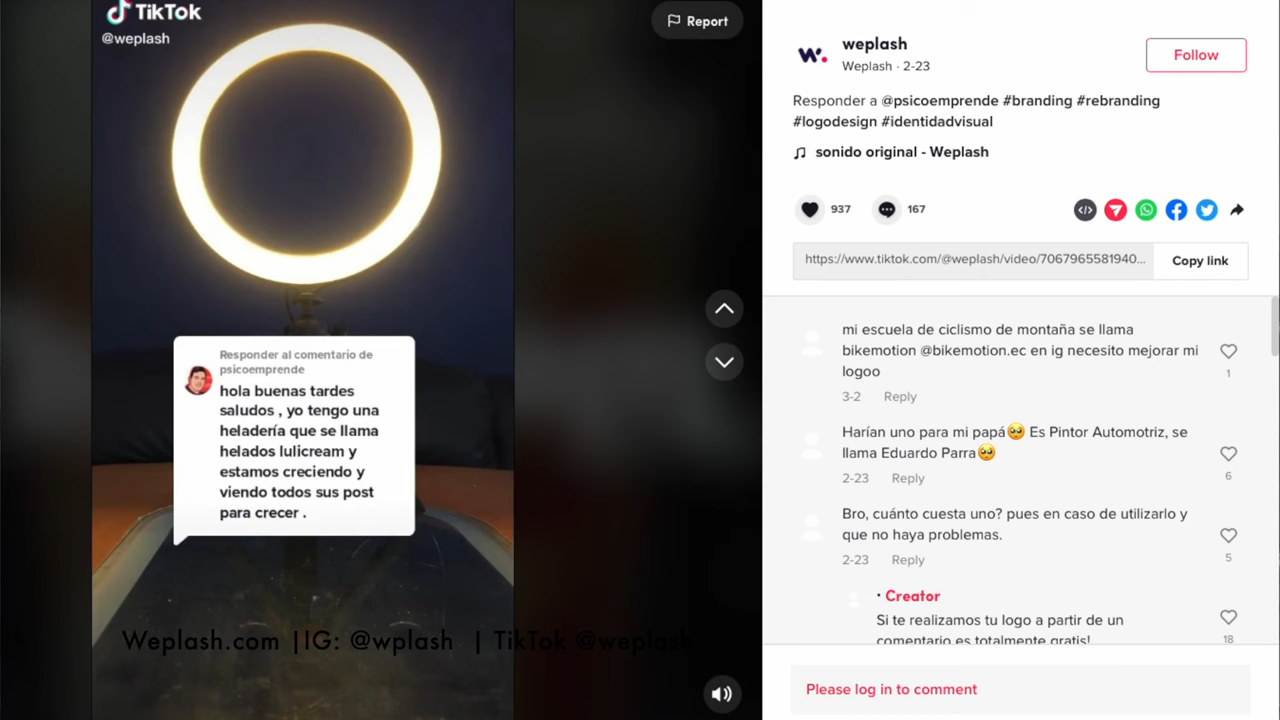 TikTok
@weplash
Report
Responder al comentario de
psicoemprende
hola buenas tardes
saludos , yo tengo una
heladería que se llama
helados lulicream y
estamos creciendo y
viendo todos sus post
para crecer .
Weplash.com |IG: @wplash | TikTok @weplash
weplash
Weplash · 2-23
Follow
Responder a @psicoemprende #branding #rebranding
#logodesign #identidadvisual
sonido original - Weplash
937
167
https://www.tiktok.com/@weplash/video/7067965581940...
Copy link
mi escuela de ciclismo de montaña se llama
bikemotion @bikemotion.ec en ig necesito mejorar mi
logoo
1
3-2 Reply
Harían uno para mi papá🥺 Es Pintor Automotriz, se
llama Eduardo Parra🥺
6
2-23 Reply
Bro, cuánto cuesta uno? pues en caso de utilizarlo y
que no haya problemas.
5
2-23 Reply
· Creator
Si te realizamos tu logo a partir de un
comentario es totalmente gratis!
18
Please log in to comment